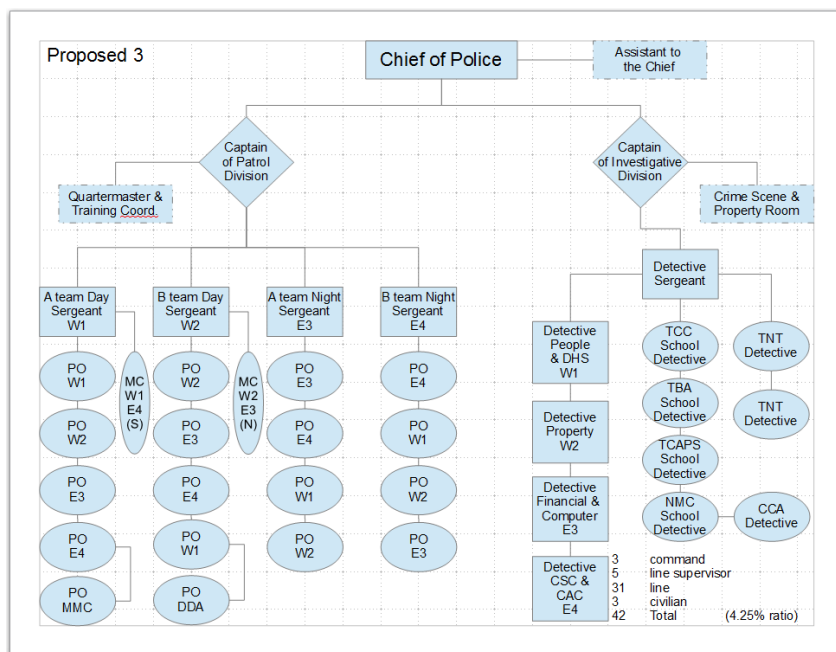 Proposed 3
Chief of Police
Assistant to
the Chief
Captain
of Patrol
Division
Captain
of Investigative
Division
Quartermaster &
Training Coord.
Crime Scene &
Property Room
A team Day
Sergeant
W1
B team Day
Sergeant
W2
A team Night
Sergeant
E3
B team Night
Sergeant
E4
Detective
Sergeant
PO
W1
PO
W2
PO
E3
PO
E4
PO
MMC
MC
W1
E4
(S)
PO
W2
PO
E3
PO
E4
PO
W1
PO
DDA
MC
W2
E3
(N)
PO
E3
PO
E4
PO
W1
PO
W2
PO
E4
PO
W1
PO
W2
PO
E3
Detective
People
& DHS
W1
Detective
Property
W2
Detective
Financial &
Computer
E3
Detective
CSC &
CAC
E4
TCC
School
Detective
TBA
School
Detective
TCAPS
School
Detective
NMC
School
Detective
TNT
Detective
TNT
Detective
CCA
Detective
3 command
5 line supervisor
31 line
3 civilian
42 Total (4.25% ratio)